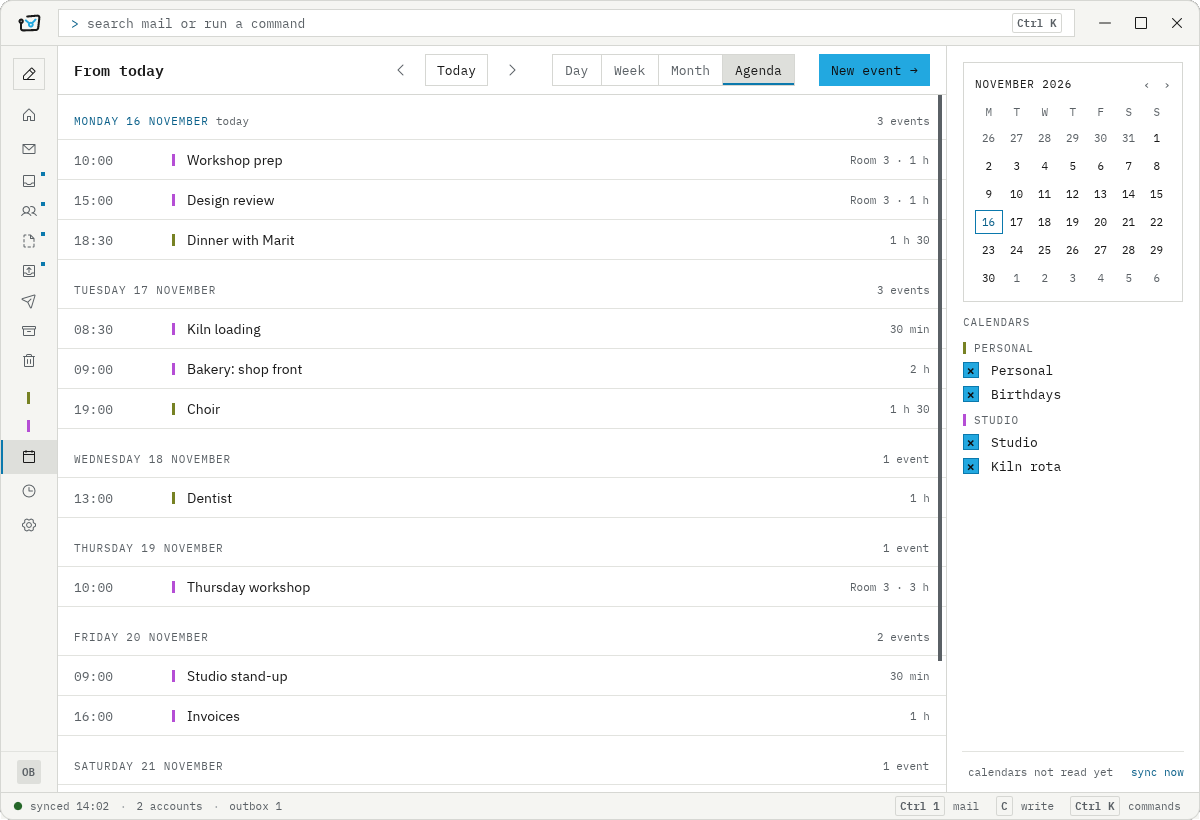 > search mail or run a command Ctrl K
From today Today Day Week Month Agenda New event →
MONDAY 16 NOVEMBER today 3 events
10:00 Workshop prep Room 3 · 1 h
15:00 Design review Room 3 · 1 h
18:30 Dinner with Marit 1 h 30
TUESDAY 17 NOVEMBER 3 events
08:30 Kiln loading 30 min
09:00 Bakery: shop front 2 h
19:00 Choir 1 h 30
WEDNESDAY 18 NOVEMBER 1 event
13:00 Dentist 1 h
THURSDAY 19 NOVEMBER 1 event
10:00 Thursday workshop Room 3 · 3 h
FRIDAY 20 NOVEMBER 2 events
09:00 Studio stand-up 30 min
16:00 Invoices 1 h
SATURDAY 21 NOVEMBER 1 event
NOVEMBER 2026 ‹ ›
M T W T F S S
26 27 28 29 30 31 1
2 3 4 5 6 7 8
9 10 11 12 13 14 15
16 17 18 19 20 21 22
23 24 25 26 27 28 29
30 1 2 3 4 5 6
CALENDARS
PERSONAL
Personal
Birthdays
STUDIO
Studio
Kiln rota
calendars not read yet sync now
OB
synced 14:02 · 2 accounts · outbox 1 Ctrl 1 mail C write Ctrl K commands